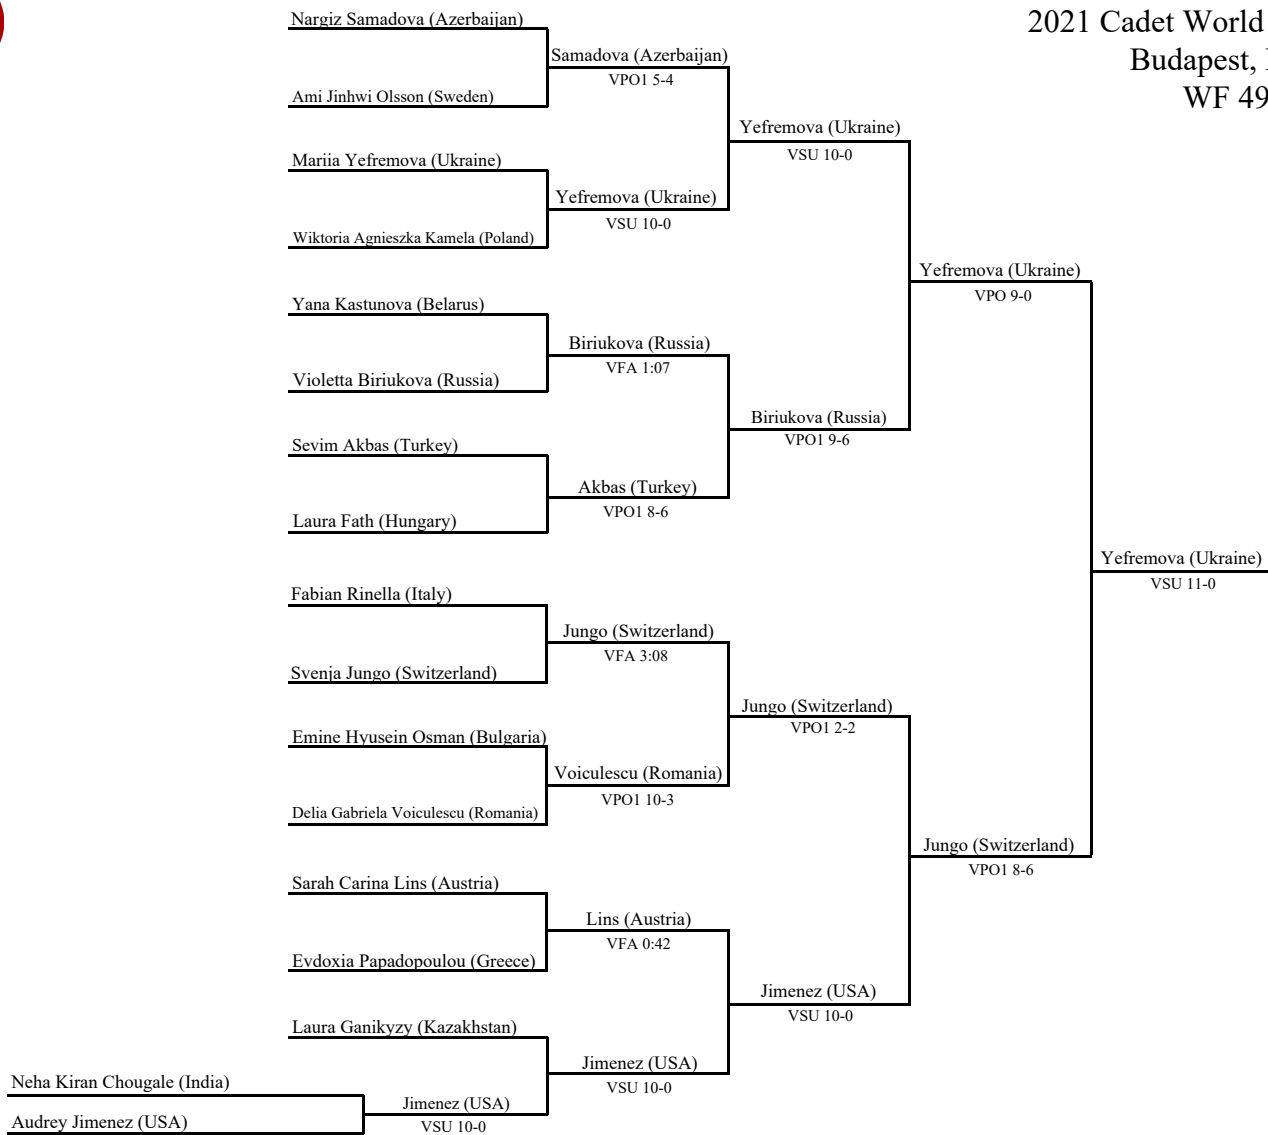 2021 Cadet World
Budapest,
WF 49
Nargiz Samadova (Azerbaijan)
Samadova (Azerbaijan)
VPO1 5-4
Ami Jinhwi Olsson (Sweden)
Yefremova (Ukraine)
VSU 10-0
Mariia Yefremova (Ukraine)
Yefremova (Ukraine)
VSU 10-0
Wiktoria Agnieszka Kamela (Poland)
Yefremova (Ukraine)
VPO 9-0
Yana Kastunova (Belarus)
Biriukova (Russia)
VFA 1:07
Violetta Biriukova (Russia)
Biriukova (Russia)
VPO1 9-6
Sevim Akbas (Turkey)
Akbas (Turkey)
VPO1 8-6
Laura Fath (Hungary)
Yefremova (Ukraine)
VSU 11-0
Fabian Rinella (Italy)
Jungo (Switzerland)
VFA 3:08
Svenja Jungo (Switzerland)
Jungo (Switzerland)
VPO1 2-2
Emine Hyusein Osman (Bulgaria)
Voiculescu (Romania)
VPO1 10-3
Delia Gabriela Voiculescu (Romania)
Jungo (Switzerland)
VPO1 8-6
Sarah Carina Lins (Austria)
Lins (Austria)
VFA 0:42
Evdoxia Papadopoulou (Greece)
Jimenez (USA)
VSU 10-0
Laura Ganikyzy (Kazakhstan)
Jimenez (USA)
VSU 10-0
Neha Kiran Chougale (India)
Jimenez (USA)
VSU 10-0
Audrey Jimenez (USA)